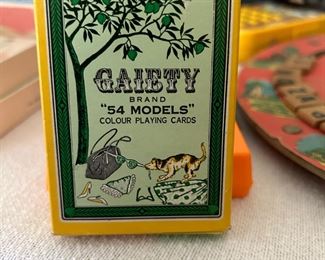 GAIETY
BRAND
"54 MODELS"
COLOUR PLAYING CARDS